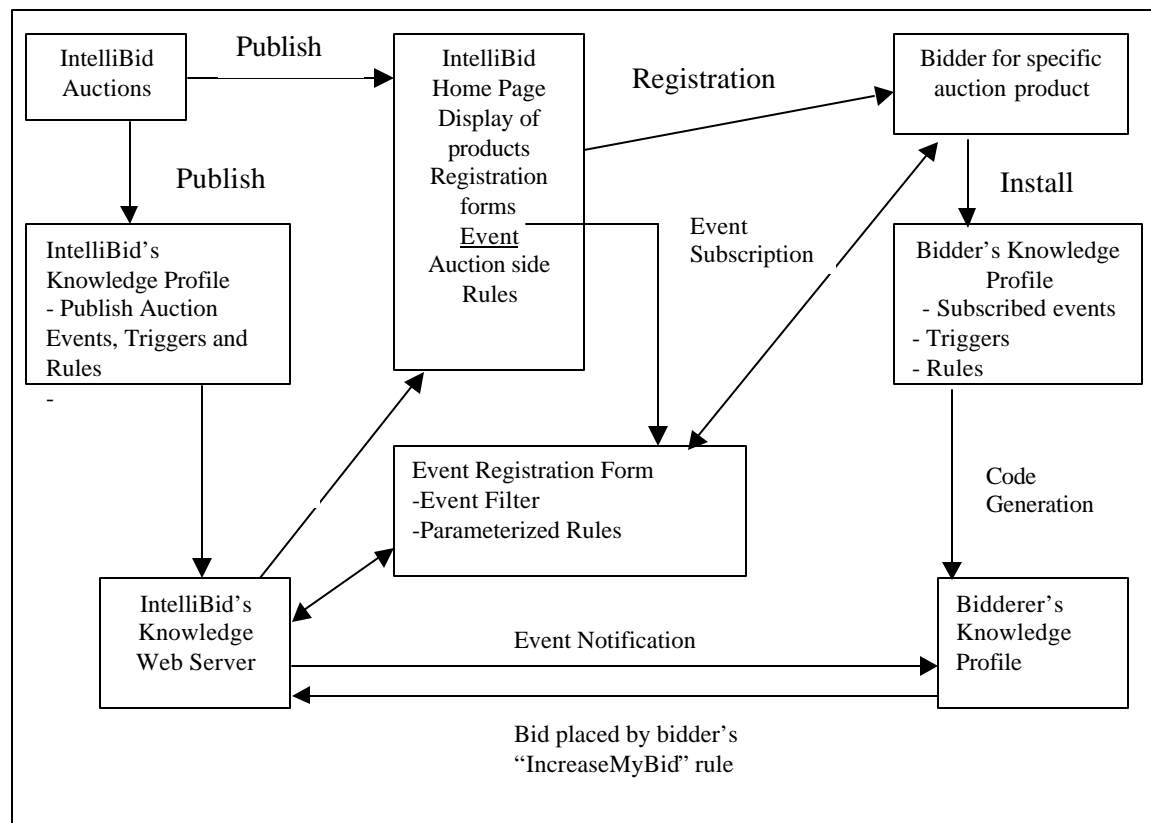 IntelliBid
Auctions
Publish
IntelliBid
Home Page
Display of
products
Registration
forms
Event
Auction side
Rules
Registration
Bidder for specific
auction product
Publish
Install
IntelliBid’s
Knowledge Profile
- Publish Auction
Events, Triggers and
Rules
-
Event
Subscription
Bidder’s Knowledge
Profile
- Subscribed events
- Triggers
- Rules
Event Registration Form
-Event Filter
-Parameterized Rules
Code
Generation
IntelliBid’s
Knowledge
Web Server
Event Notification
Bidderer’s
Knowledge
Profile
Bid placed by bidder’s
“IncreaseMyBid” rule